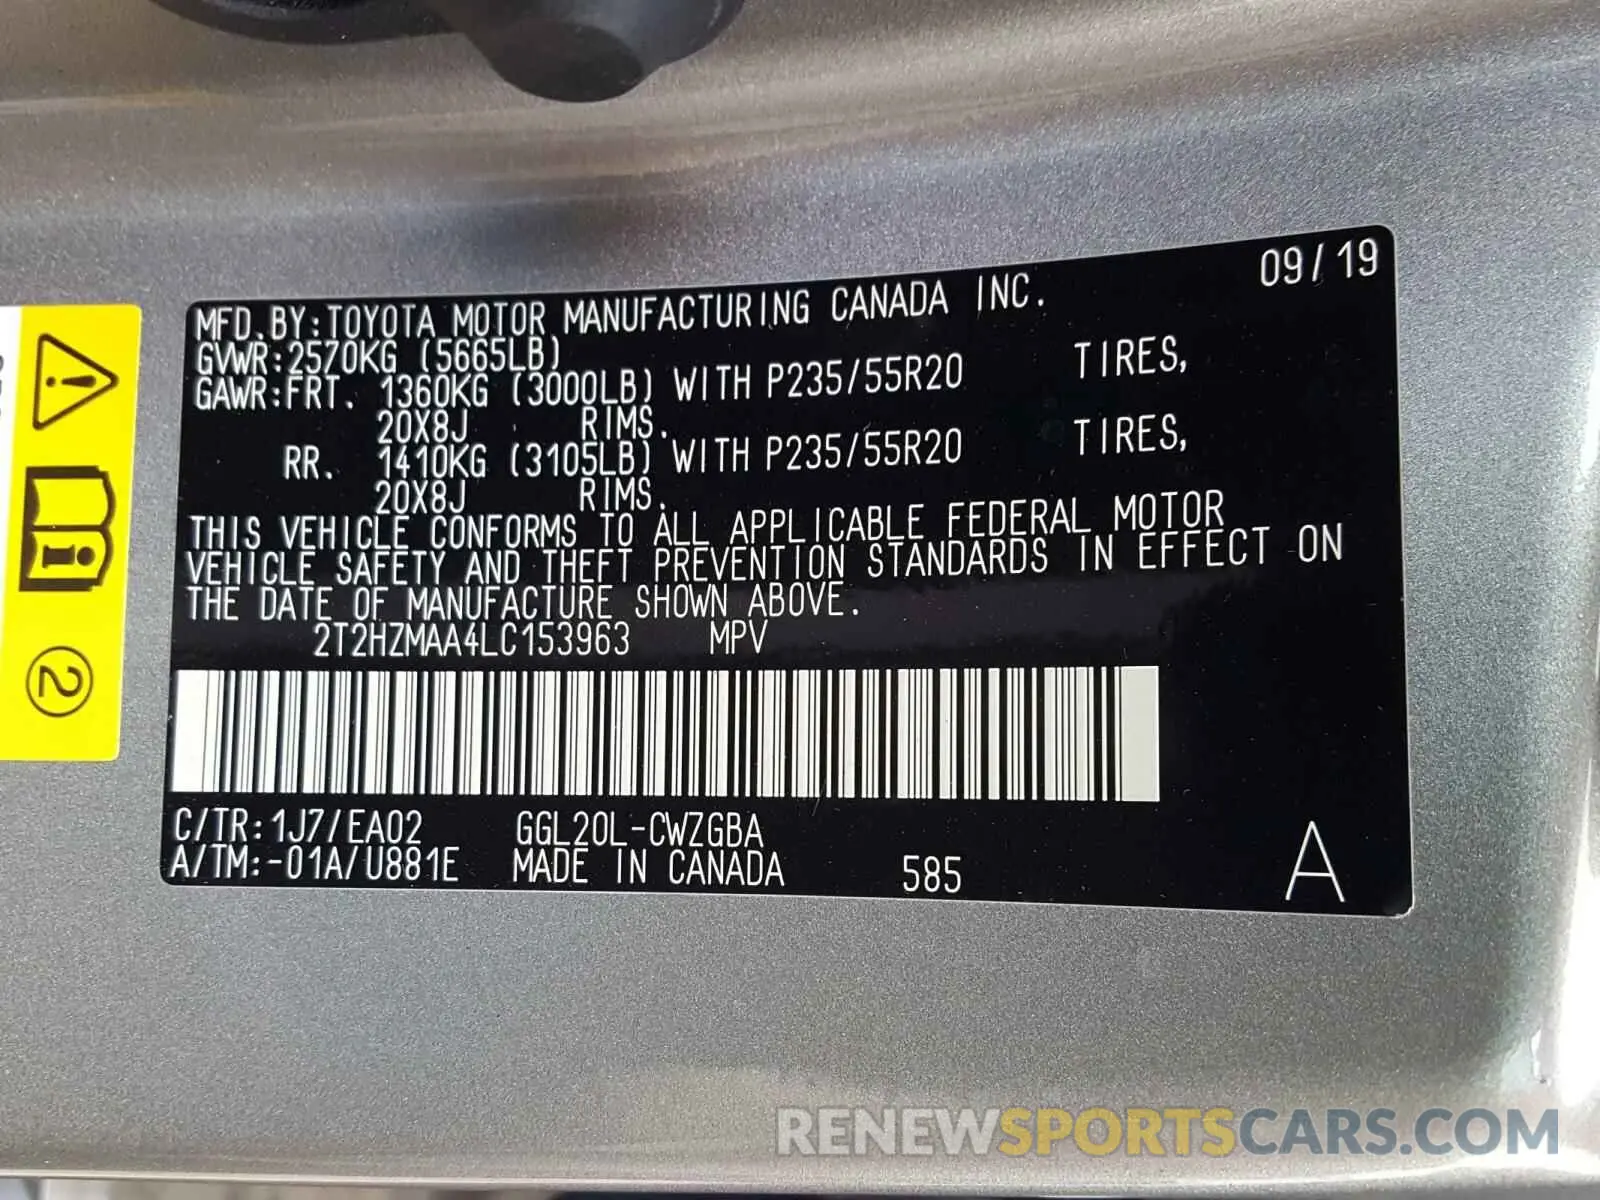 09/19
MFD.BY:TOYOTA MOTOR MANUFACTURING CANADA INC.
GVWR:2570KG (5665LB)
GAWR:FRT. 1360KG (3000LB) WITH P235/55R20 TIRES,
20X8J RIMS.
RR. 1410KG (3105LB) WITH P235/55R20 TIRES,
20X8J RIMS.
THIS VEHICLE CONFORMS TO ALL APPLICABLE FEDERAL MOTOR
VEHICLE SAFETY AND THEFT PREVENTION STANDARDS IN EFFECT ON
THE DATE OF MANUFACTURE SHOWN ABOVE.
2T2HZMAA4LC153963 MPV
C/TR:1J7/EA02 GGL20L-CWZGBA
A/TM:-01A/U881E MADE IN CANADA 585 A
2
RENEWSPORTSCARS.COM